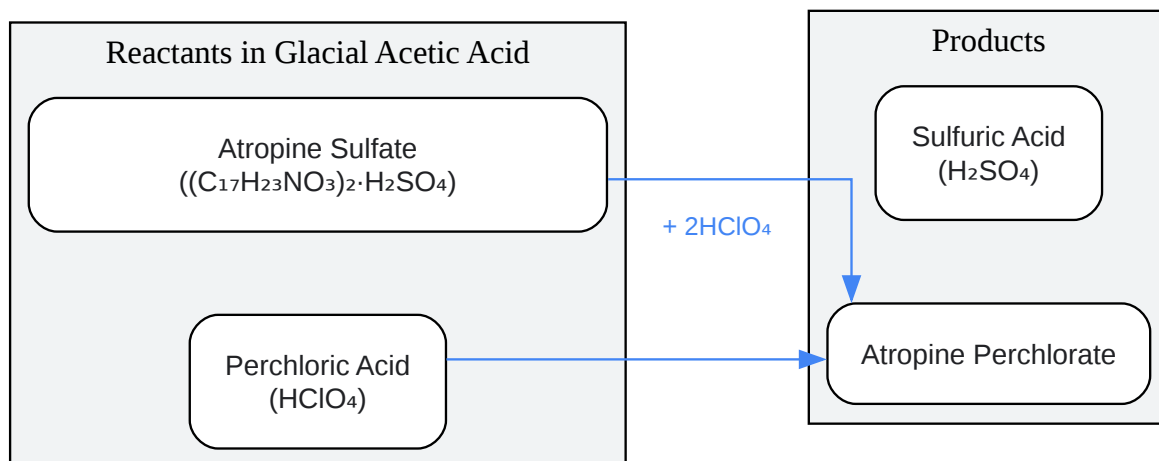 Reactants in Glacial Acetic Acid
Atropine Sulfate
((C₁₇H₂₃NO₃)₂·H₂SO₄)
+ 2HClO₄
Perchloric Acid
(HClO₄)
Products
Sulfuric Acid
(H₂SO₄)
Atropine Perchlorate